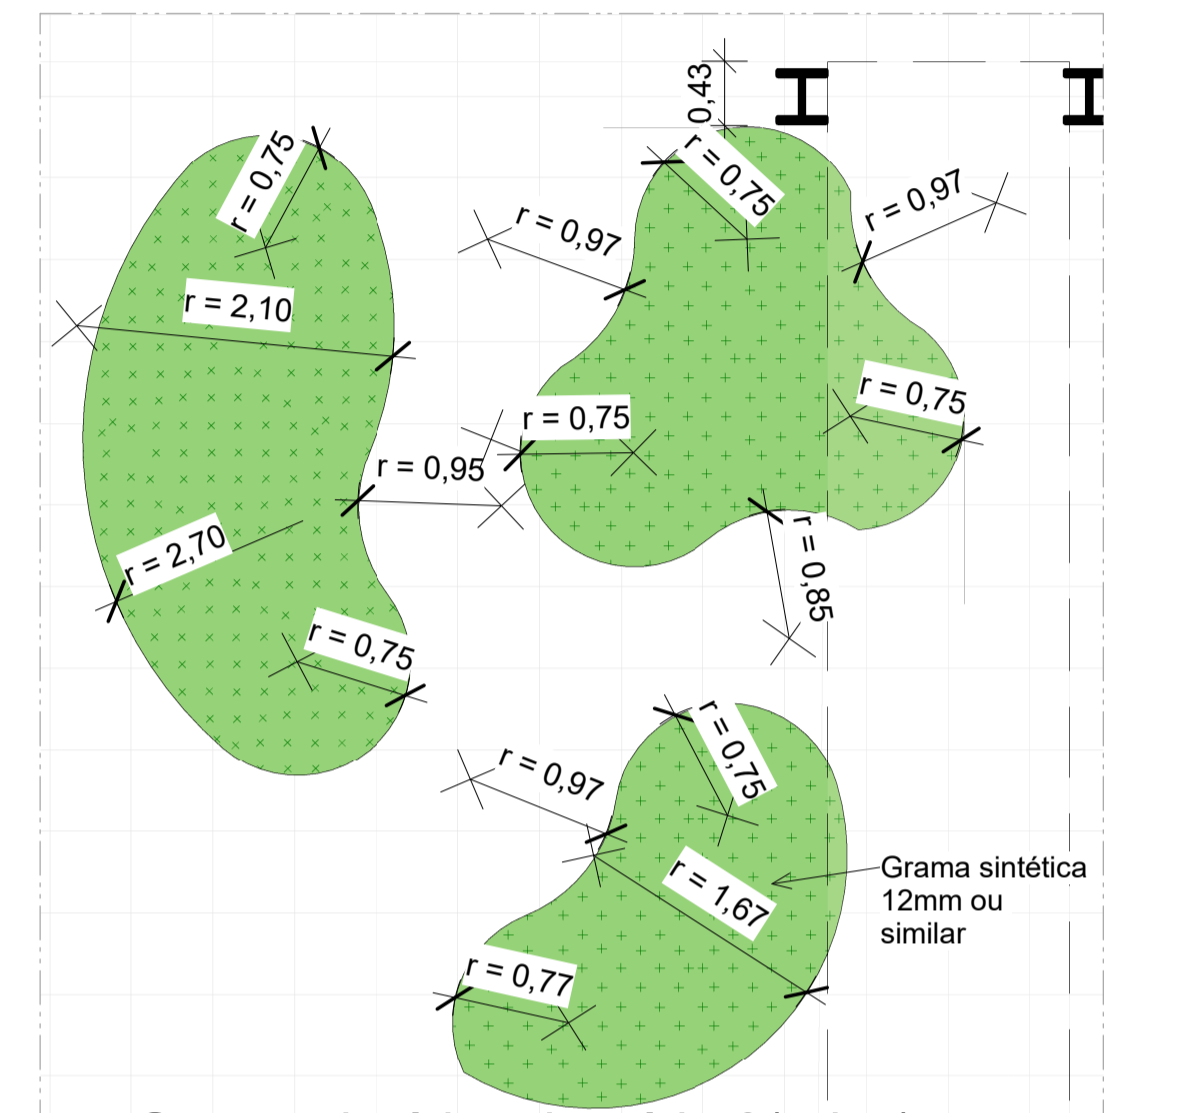 0,43
r = 0,75
r = 0,75
r = 0,97
r = 0,97
r = 2,10
r = 0,75
r = 0,75
r = 0,95
r = 2,70
r = 0,85
r = 0,75
r = 0,75
r = 0,97
r = 1,67
Grama sintética
12mm ou
similar
r = 0,77